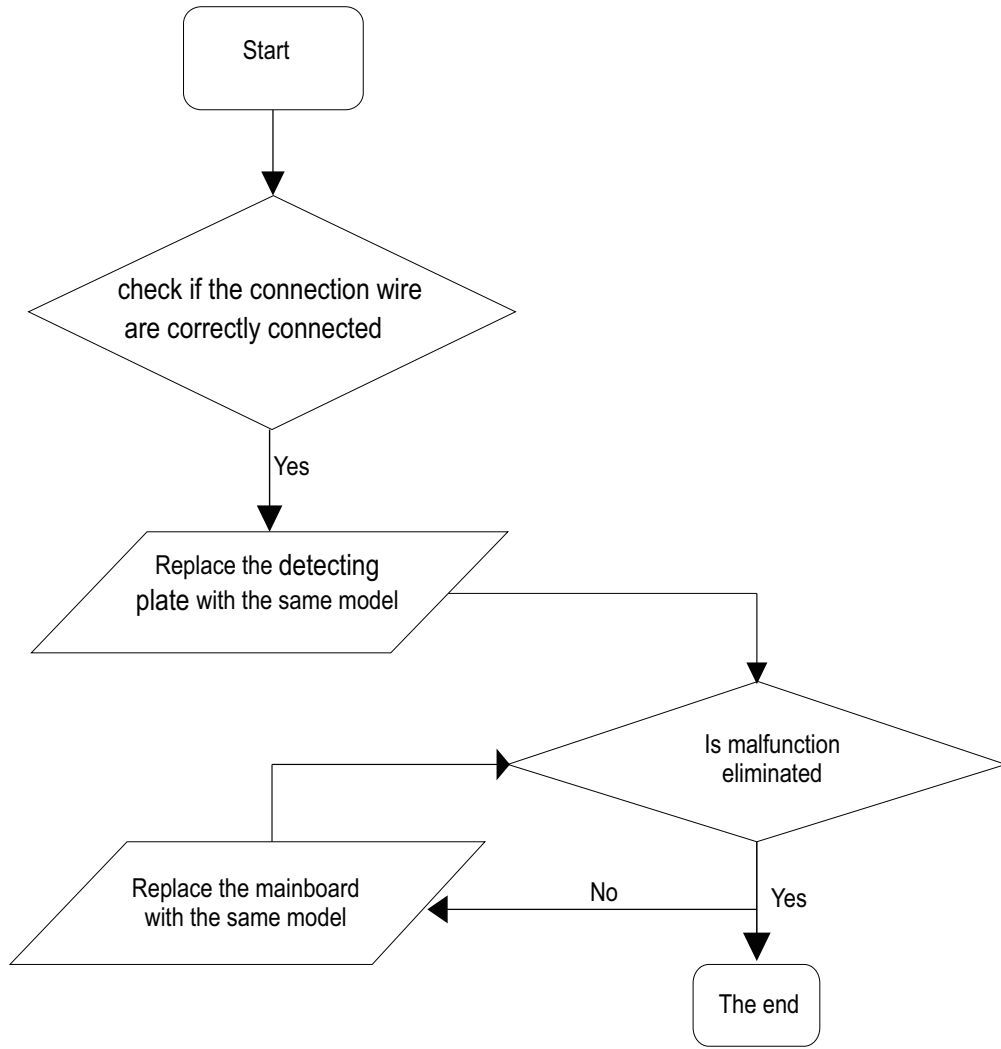 Start
check if the connection wire
are correctly connected
Yes
Replace the detecting
plate with the same model
Is malfunction
eliminated
Replace the mainboard
with the same model
No
Yes
The end